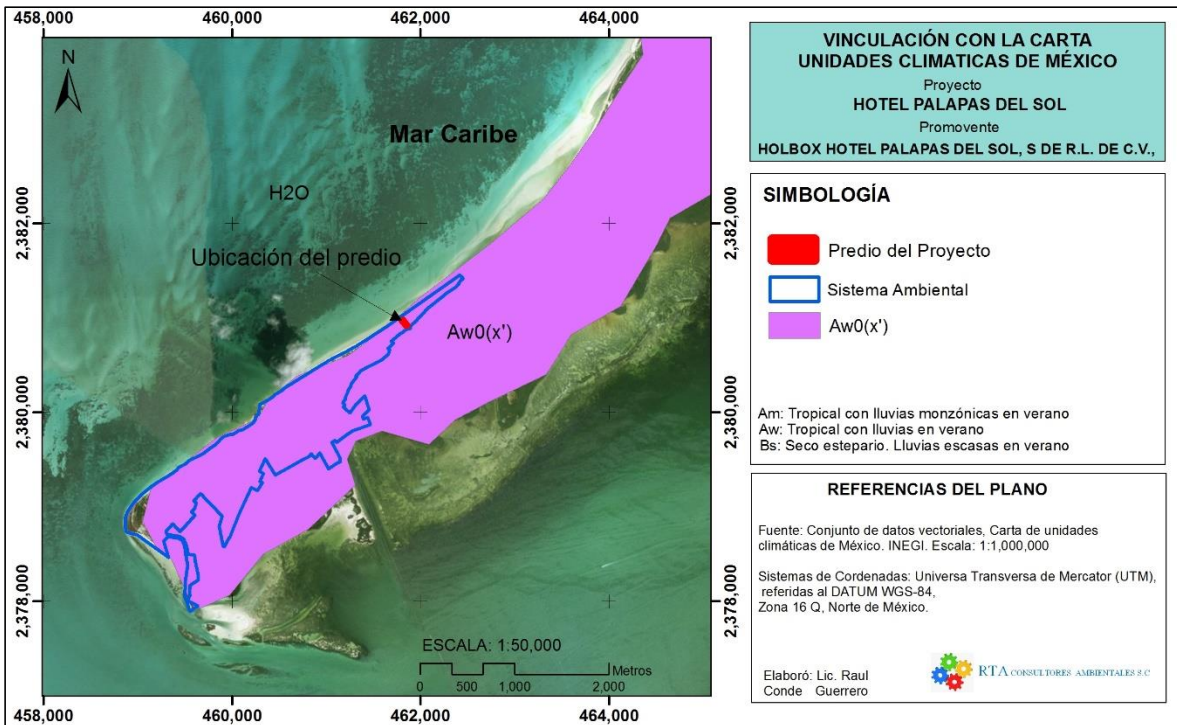 458,000
460,000
462,000
464,000
N
Mar Caribe
H2O
Ubicación del predio
Aw0(x')
2,382,000
2,380,000
2,378,000
2,382,000
2,380,000
2,378,000
ESCALA: 1:50,000
Metros
0
500
1,000
2,000
458,000
460,000
462,000
464,000
VINCULACIÓN CON LA CARTA
UNIDADES CLIMATICAS DE MÉXICO
Proyecto
HOTEL PALAPAS DEL SOL
Promovente
HOLBOX HOTEL PALAPAS DEL SOL, S DE R.L. DE C.V.,
SIMBOLOGÍA
Predio del Proyecto
Sistema Ambiental
Aw0(x')
Am: Tropical con lluvias monzónicas en verano
Aw: Tropical con lluvias en verano
Bs: Seco estepario. Lluvias escasas en verano
REFERENCIAS DEL PLANO
Fuente: Conjunto de datos vectoriales, Carta de unidades
climáticas de México. INEGI. Escala: 1:1,000,000
Sistemas de Cordenadas: Universa Transversa de Mercator (UTM),
referidas al DATUM WGS-84,
Zona 16 Q, Norte de México.
Elaboró: Lic. Raul
Conde Guerrero
RTA CONSULTORES AMBIENTALES S.C